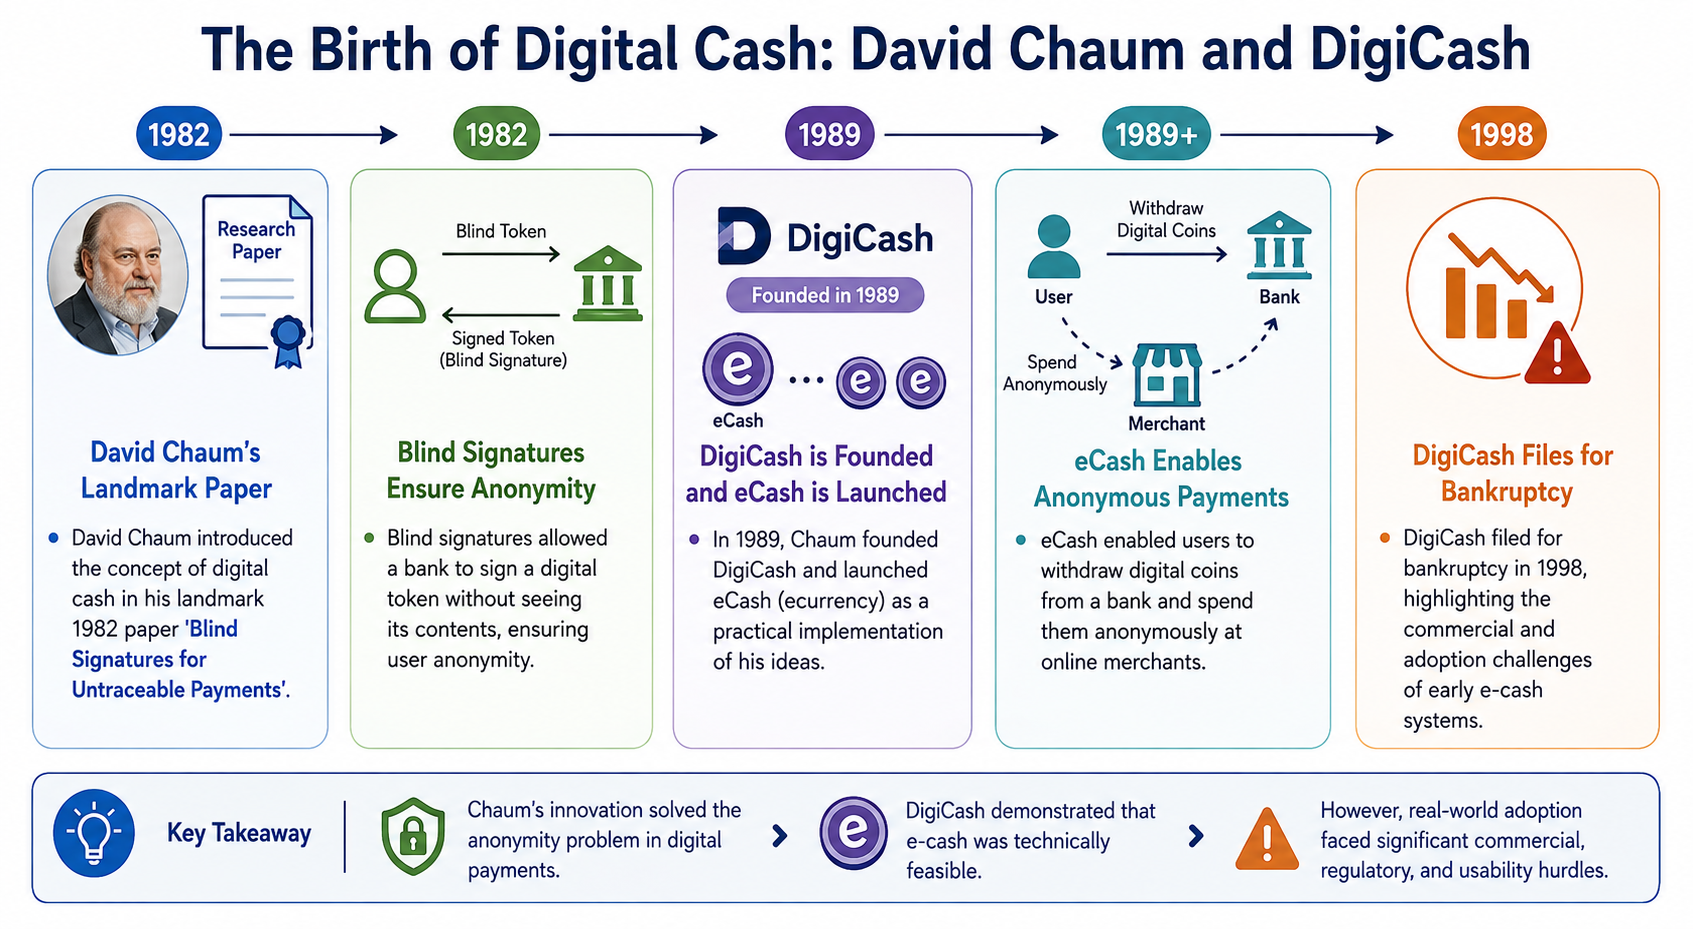 The Birth of Digital Cash: David Chaum and DigiCash
1982
1982
1989
1989+
1998
Research
Paper
David Chaum's
Landmark Paper
David Chaum introduced
the concept of digital
cash in his landmark
1982 paper 'Blind
Signatures for
Untraceable Payments'.
Blind Token
Signed Token
(Blind Signature)
Blind Signatures
Ensure Anonymity
Blind signatures allowed
a bank to sign a digital
token without seeing
its contents, ensuring
user anonymity.
DigiCash
Founded in 1989
e
e
e
eCash
DigiCash is Founded
and eCash is Launched
In 1989, Chaum founded
DigiCash and launched
eCash (ecurrency) as a
practical implementation
of his ideas.
Withdraw
Digital Coins
User
Bank
Spend
Anonymously
Merchant
eCash Enables
Anonymous Payments
eCash enabled users to
withdraw digital coins
from a bank and spend
them anonymously at
online merchants.
DigiCash Files for
Bankruptcy
DigiCash filed for
bankruptcy in 1998,
highlighting the
commercial and
adoption challenges
of early e-cash
systems.
Key Takeaway
Chaum's innovation solved the
anonymity problem in digital
payments.
e
DigiCash demonstrated that
e-cash was technically
feasible.
However, real-world adoption
faced significant commercial,
regulatory, and usability hurdles.